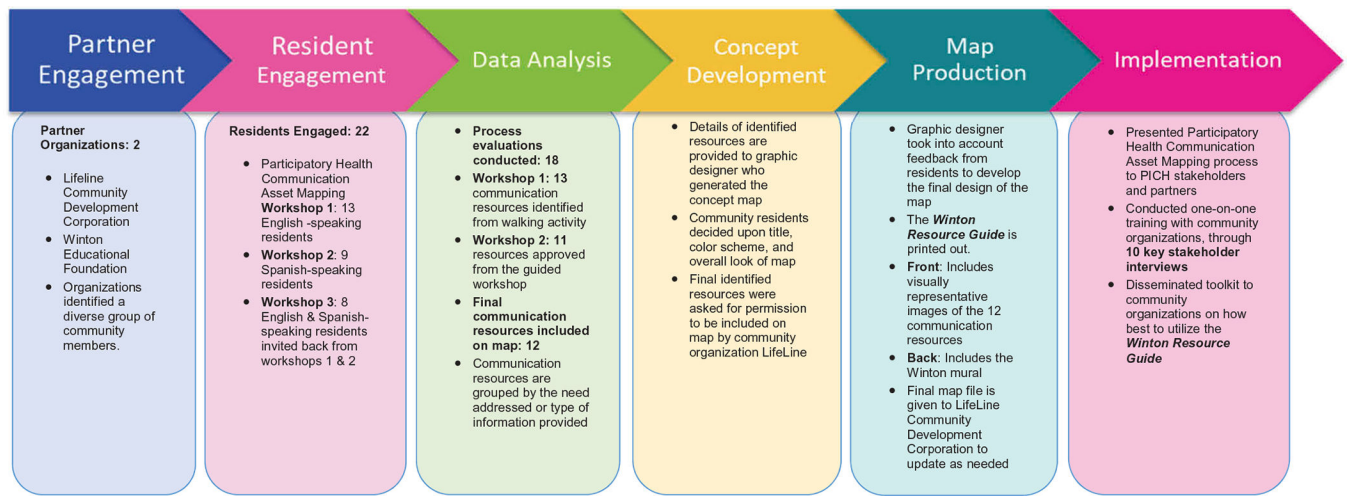 Partner
Engagement
Resident
Engagement
Data Analysis
Concept
Development
Map
Production
Implementation
Partner
Organizations: 2
• Lifeline
Community
Development
Corporation
• Winton
Educational
Foundation
• Organizations
identified a
diverse group of
community
members.
Residents Engaged: 22
• Participatory Health
Communication
Asset Mapping
Workshop 1: 13
English -speaking
residents
• Workshop 2: 9
Spanish-speaking
residents
• Workshop 3: 8
English & Spanish-
speaking residents
invited back from
workshops 1 & 2
• Process
evaluations
conducted: 18
• Workshop 1: 13
communication
resources identified
from walking activity
• Workshop 2: 11
resources
approved from
the guided
workshop
• Final
communication
resources included
on map: 12
• Communication
resources are
grouped by the need
addressed or type of
information provided
• Details of identified
resources are
provided to graphic
designer who
generated the
concept map
• Community residents
decided upon title,
color scheme, and
overall look of map
• Final identified
resources were
asked for permission
to be included on
map by community
organization LifeLine
• Graphic designer
took into account
feedback from
residents to develop
the final design of the
map
• The Winton
Resource Guide is
printed out.
• Front: Includes
visually
representative
images of the 12
communication
resources
• Back: Includes the
Winton mural
• Final map file is
given to LifeLine
Community
Development
Corporation to
update as needed
• Presented Participatory
Health Communication
Asset Mapping process
to PICH stakeholders
and partners
• Conducted one-on-one
training with community
organizations, through
10 key stakeholder
interviews
• Disseminated toolkit to
community
organizations on how
best to utilize the
Winton Resource
Guide